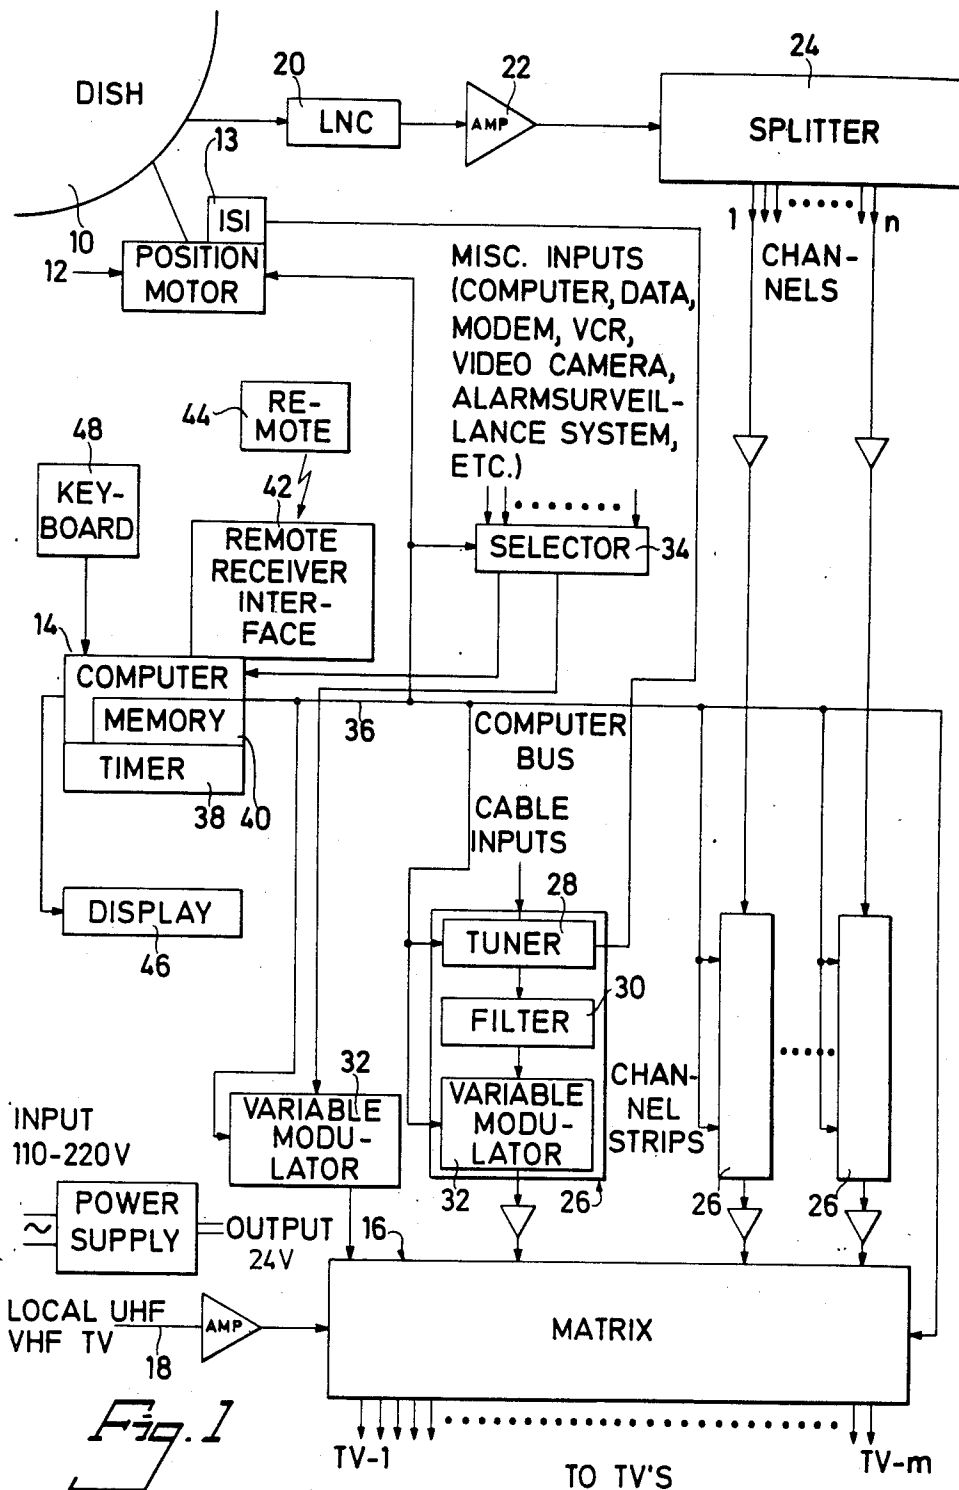 DISH
10
20
LNC
22
AMP
24
SPLITTER
1
n
CHAN-
NELS
13
ISI
12
POSITION
MOTOR
MISC. INPUTS
(COMPUTER, DATA,
MODEM, VCR,
VIDEO CAMERA,
ALARMSURVEIL-
LANCE SYSTEM,
ETC.)
44
RE-
MOTE
48
KEY-
BOARD
42
REMOTE
RECEIVER
INTER-
FACE
SELECTOR
34
14
COMPUTER
MEMORY
TIMER
38
40
36
COMPUTER
BUS
CABLE
INPUTS
DISPLAY
46
28
TUNER
30
FILTER
VARIABLE
MODU-
LATOR
32
26
CHAN-
NEL
STRIPS
26
26
32
VARIABLE
MODU-
LATOR
INPUT
110-220V
POWER
SUPPLY
OUTPUT
24V
16
MATRIX
LOCAL UHF
VHF TV
18
AMP
TV-1
TV-m
TO TV'S
Fig. 1